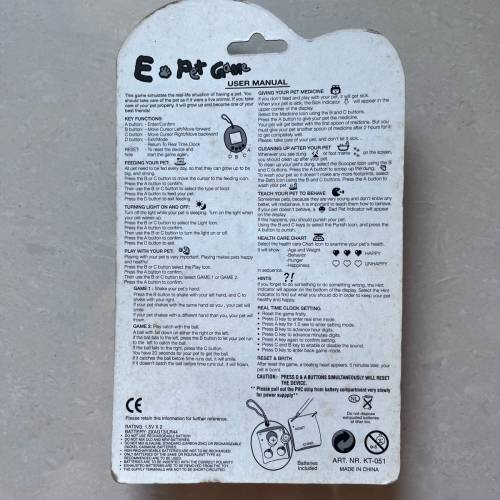 E Pet Game
USER MANUAL
This game simulates the real-life situation of having a pet. You
should take care of the pet as if it were a live animal. If you take
care of your pet properly, it will grow up and become one of your
best friend.
KEY FUNCTIONS:
A button - Enter/Confirm
B button - Move Cursor Left/Move forward
C button - Move Cursor Right/Move backward
D button - Exit/Mode
- Return To Real Time Clock
RESET - To reset the device and
hole start the game again.
A
D B C
FEEDING YOUR PET
All pet need to be fed every day, so that they can grow up to be
big, and strong.
Press the B or C button to move the cursor to the feeding icon.
Press the A button to confirm.
Then use the B or C button to select the type of food.
Press the A button to feed your pet.
Press the D button to exit feeding.
TURNING LIGHT ON AND OFF:
Turn off the light while your pet is sleeping. Turn on the light when
your pet wakes up.
Press the B or C button to select the Light icon.
Press the A button to confirm.
Then use the B or C button to turn the light on or off.
Press the A button to confirm.
Press the D button to exit.
PLAY WITH YOUR PET
Playing with your pet is very important. Playing makes pets happy
and healthy!
Press the B or C button select the Play icon.
Press the A button to confirm.
Then use the B or C button to select GAME 1 or GAME 2.
Press the A button to confirm.
GAME 1 : Shake your pet's hand.
Press the B button to shake with your left hand, and C to
shake with your right.
If your pet shakes with the same hand as you , your pet will
smile.
If your pet shakes with a different hand than you, your pet will
frown.
GAME 2: Play catch with the ball.
A ball with fall down on either the right or the left.
If the ball falls to the left, press the B button to let your pet run
to the left to catch the ball.
If the ball falls to the right, press the C button.
You have 20 seconds for your pet to get the ball.
If it catches the ball before time runs out, it will smile.
If it doesn't catch the ball before time runs out, it will frown.
GIVING YOUR PET MEDICINE
If you don't feed and play with your pet, it will get sick.
When your pet is sick, the Sick Indicator will appear in the
upper corner of the display.
Select the Medicine icon using the B and C buttons.
Press the A button to give your pet the medicine.
Your pet will get better with the first spoon of medicine. But you
must give your pet another spoon of medicine after 3 hours for it
to get completely.
Please, take care of your pet, and don't let it be sick...
CLEANING UP AFTER YOUR PET
Whenever you see dung or foot marks on the screen,
you should clean up after your pet.
To clean up your pet's dung, select the Scooper icon using the B
and C buttons. Press the A button to scoop up the dung.
To wash your pet so it doesn't make any more footprints, select
the Bathtub icon using the B and C buttons. Press the A button to
wash your pet.
TEACH YOUR PET TO BEHAVE
Sometimes pets, because they are very young and don't know any
better, will misbehave. It is important to teach them how to behave.
If your pet doesn't behave, a Bad Pet Indicator will appear
on the display.
If this happens, you should punish your pet.
Using the B and C keys to select the Punish icon, and press the
A button to punish.
HEALTH CARE CHART
Select the Health care Chart Icon to examine your pet's health.
It will show: -Age and Weight
-Behavior
-Hunger
-Happiness
in sequence.
HAPPY
UNHAPPY
HINTS ?!
If you forget to do something or do something wrong, the Hint
Indicator will appear on the bottom of the display. Select the Hint
Indicator to find out what you should do in order to keep your pet
healthy and happy.
REAL TIME CLOCK SETTING
• Reset the game firstly.
• Press D key to enter real time mode.
• Press A key for 1.0 sec to enter setting mode.
• Press B key to advance hour digits.
• Press C key to advance minutes digits.
• Press A key again to confirm setting.
• Press C and B key to enable or disable the sound.
• Press D key to enter back game mode.
RESET & BRITH
After reset the game, a beating heart appears. 5 minutes later, your
pet is born.
CAUTION:- PRESS D & A BUTTONS SIMULTANEOUSLY WILL RESET
THE DEVICE.
** Please pull out the PVC strip from battery compartment very slowly
for power supply**
CE
Please retain this information for further reference.
RATING: 1.5V X 2
BATTERY: 2XAG13/LR44
• DO NOT USE RECHARGEABLE BATTERY
• DO NOT MIX OLD AND NEW BATTERIES
Batteries
Included
NL
Do not dispose
exhausted batteries
at litter bin.
ART. NR. KT-051
MADE IN CHINA